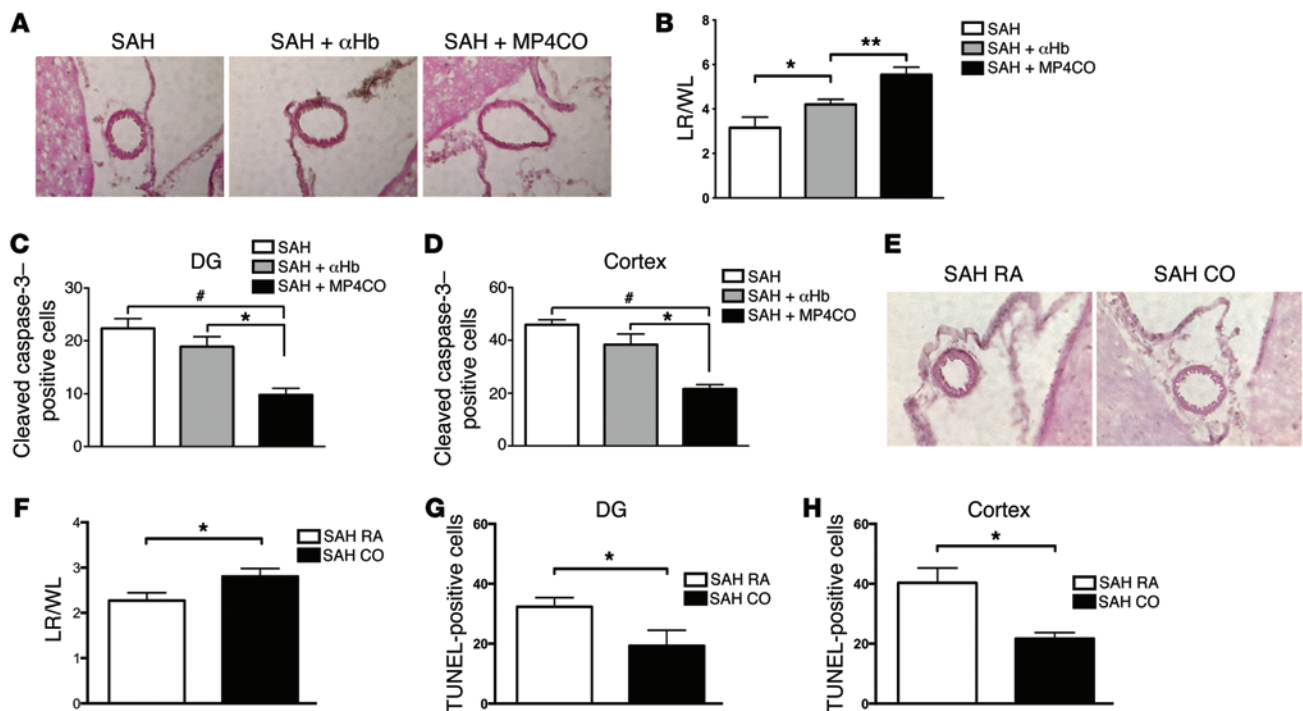 A
SAH
SAH + αHb
SAH + MP4CO
B
LR/WL
8
6
4
2
0
*
**
SAH
SAH + αHb
SAH + MP4CO
C
DG
Cleaved caspase-3–
positive cells
30
20
10
0
#
*
SAH
SAH + αHb
SAH + MP4CO
D
Cortex
Cleaved caspase-3–
positive cells
60
40
20
0
#
*
SAH
SAH + αHb
SAH + MP4CO
E
SAH RA
SAH CO
F
LR/WL
4
3
2
1
0
*
SAH RA
SAH CO
G
DG
TUNEL-positive cells
60
40
20
0
*
SAH RA
SAH CO
H
Cortex
TUNEL-positive cells
60
40
20
0
*
SAH RA
SAH CO